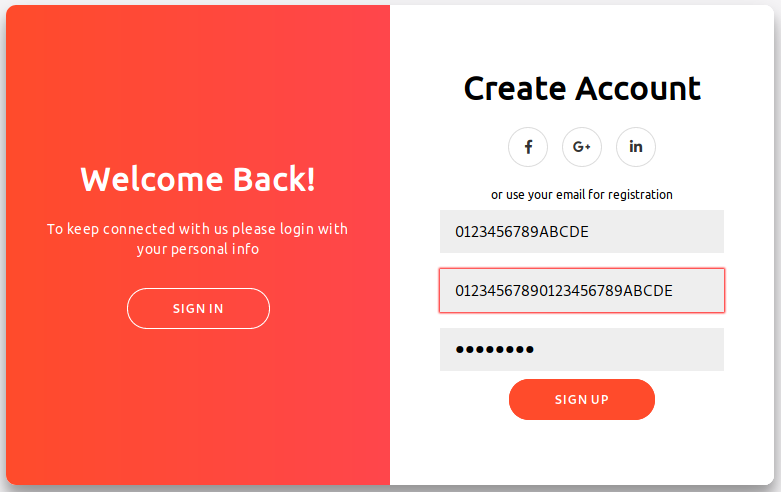 Welcome Back!
To keep connected with us please login with
your personal info
SIGN IN
Create Account
f
G+
in
or use your email for registration
0123456789ABCDE
01234567890123456789ABCDE
●●●●●●●●
SIGN UP